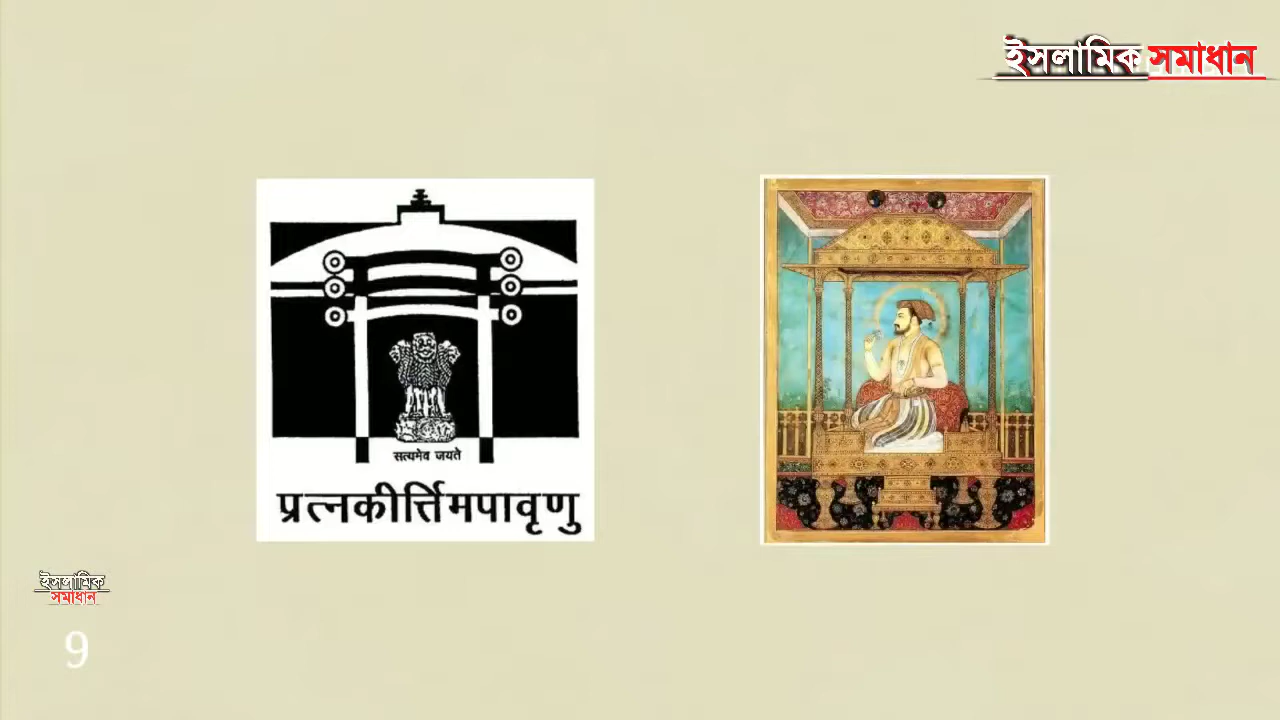 ইসলামিক সমাধান
सत्यमेव जयते
प्रत्नकीर्त्तिमपावृणु
ইসলামিক
সমাধান
9